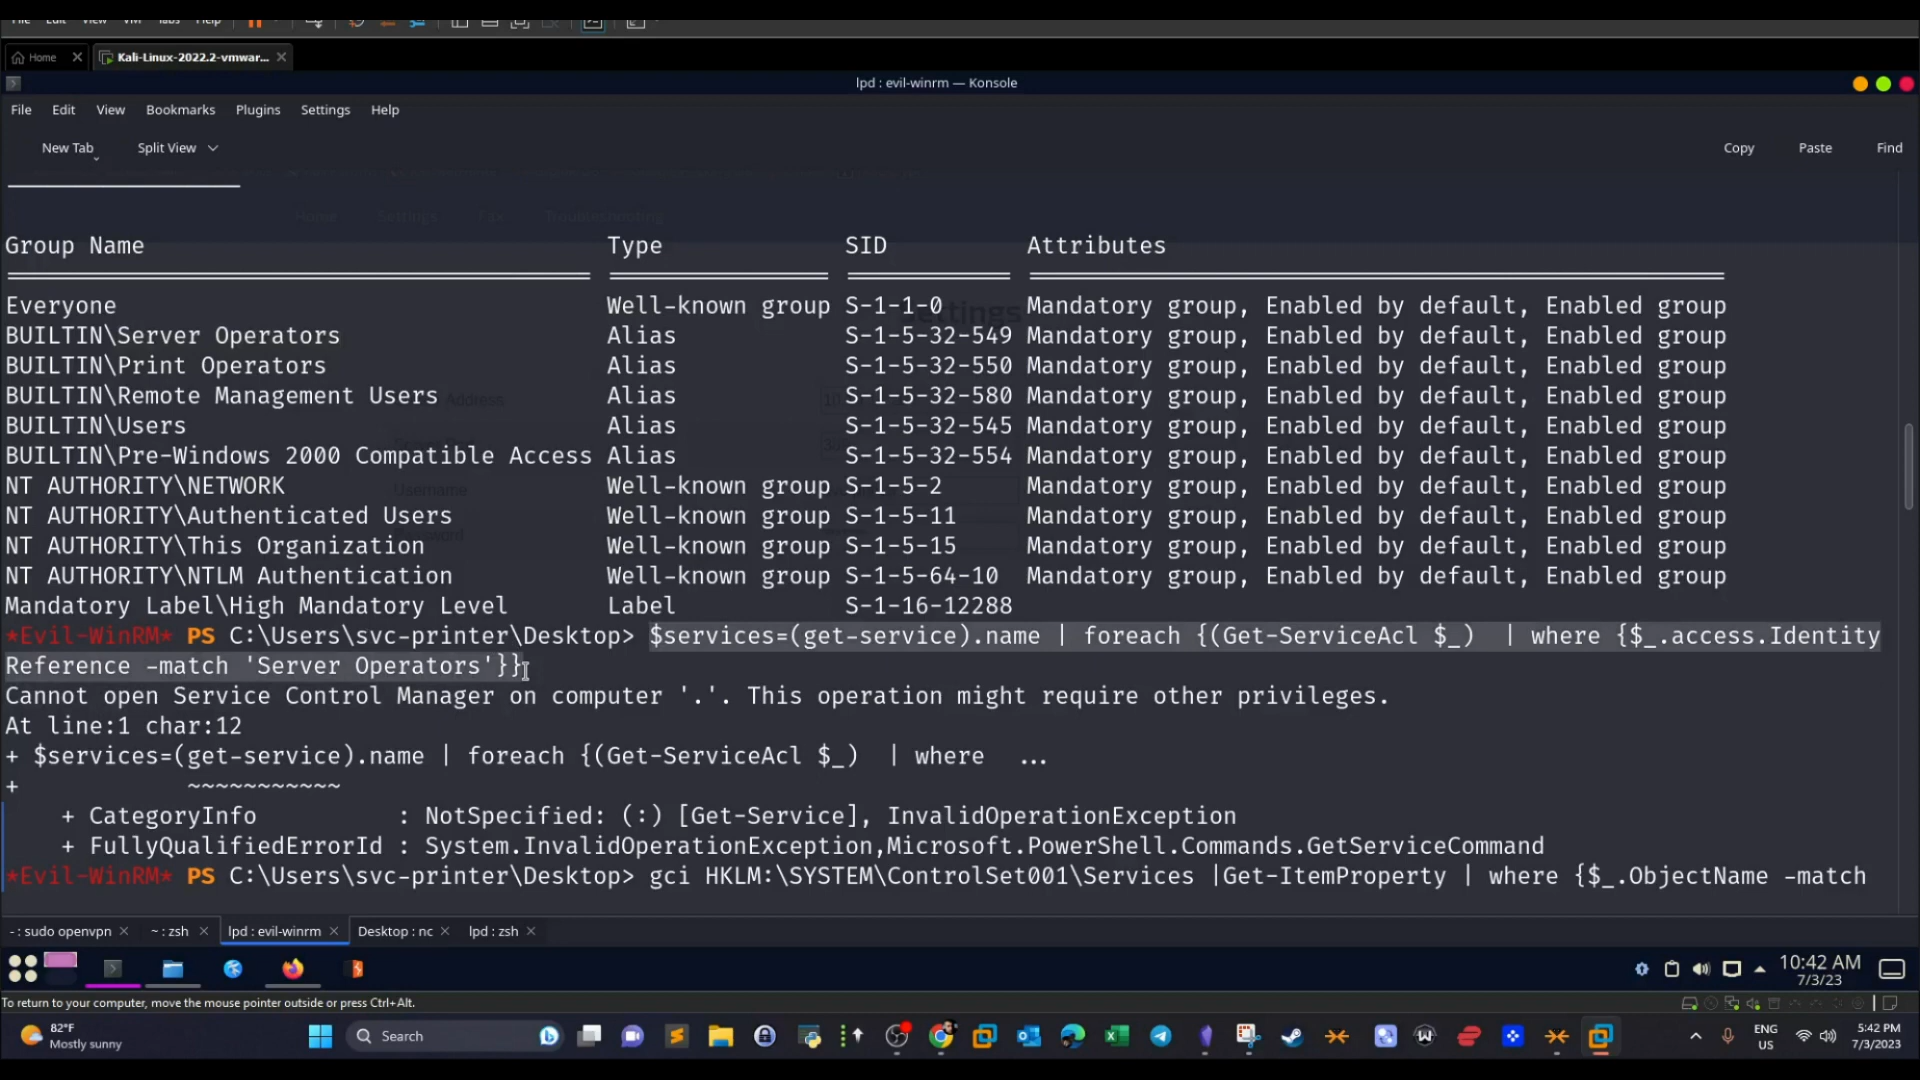 File Edit View VM Tabs Help
Home Kali-Linux-2022.2-vmwar...
lpd : evil-winrm — Konsole
File Edit View Bookmarks Plugins Settings Help
New Tab Split View Copy Paste Find
Group Name Type SID Attributes
Everyone Well-known group S-1-1-0 Mandatory group, Enabled by default, Enabled group
BUILTIN\Server Operators Alias S-1-5-32-549 Mandatory group, Enabled by default, Enabled group
BUILTIN\Print Operators Alias S-1-5-32-550 Mandatory group, Enabled by default, Enabled group
BUILTIN\Remote Management Users Alias S-1-5-32-580 Mandatory group, Enabled by default, Enabled group
BUILTIN\Users Alias S-1-5-32-545 Mandatory group, Enabled by default, Enabled group
BUILTIN\Pre-Windows 2000 Compatible Access Alias S-1-5-32-554 Mandatory group, Enabled by default, Enabled group
NT AUTHORITY\NETWORK Well-known group S-1-5-2 Mandatory group, Enabled by default, Enabled group
NT AUTHORITY\Authenticated Users Well-known group S-1-5-11 Mandatory group, Enabled by default, Enabled group
NT AUTHORITY\This Organization Well-known group S-1-5-15 Mandatory group, Enabled by default, Enabled group
NT AUTHORITY\NTLM Authentication Well-known group S-1-5-64-10 Mandatory group, Enabled by default, Enabled group
Mandatory Label\High Mandatory Level Label S-1-16-12288
*Evil-WinRM* PS C:\Users\svc-printer\Desktop> $services=(get-service).name | foreach {(Get-ServiceAcl $_) | where {$_.access.Identity
Reference -match 'Server Operators'}}
Cannot open Service Control Manager on computer '.'. This operation might require other privileges.
At line:1 char:12
+ $services=(get-service).name | foreach {(Get-ServiceAcl $_) | where ...
+ ~~~~~~~~~~~
+ CategoryInfo : NotSpecified: (:) [Get-Service], InvalidOperationException
+ FullyQualifiedErrorId : System.InvalidOperationException,Microsoft.PowerShell.Commands.GetServiceCommand
*Evil-WinRM* PS C:\Users\svc-printer\Desktop> gci HKLM:\SYSTEM\ControlSet001\Services |Get-ItemProperty | where {$_.ObjectName -match
- : sudo openvpn ~ : zsh lpd : evil-winrm Desktop : nc lpd : zsh
10:42 AM
7/3/23
To return to your computer, move the mouse pointer outside or press Ctrl+Alt.
82°F
Mostly sunny
Search
ENG
US
5:42 PM
7/3/2023